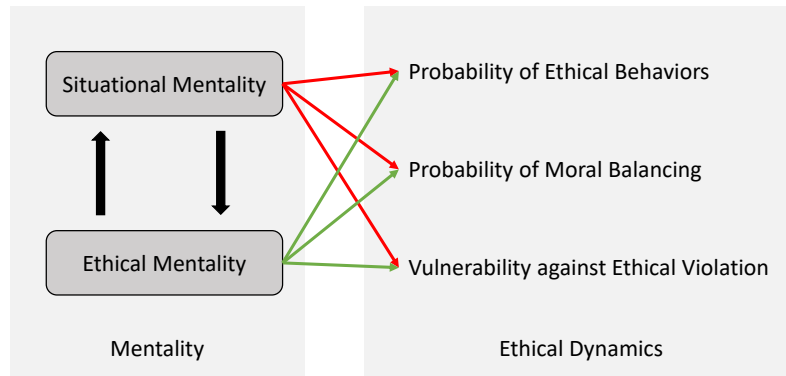 Situational Mentality
Ethical Mentality
Mentality
Probability of Ethical Behaviors
Probability of Moral Balancing
Vulnerability against Ethical Violation
Ethical Dynamics